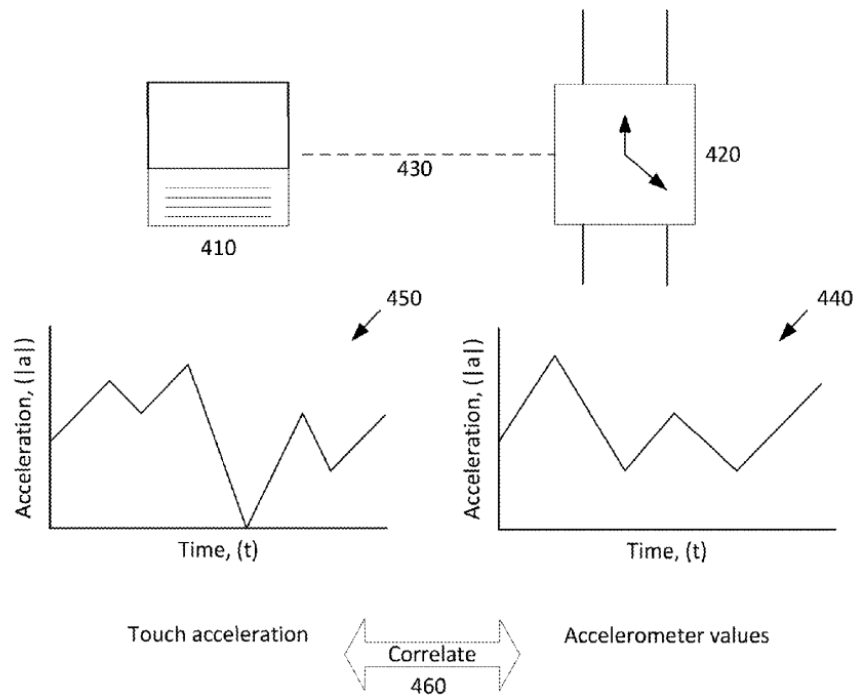 420
430
410
450
440
Acceleration, (|a|)
Acceleration, (|a|)
Time, (t)
Time, (t)
Touch acceleration
Correlate
Accelerometer values
460